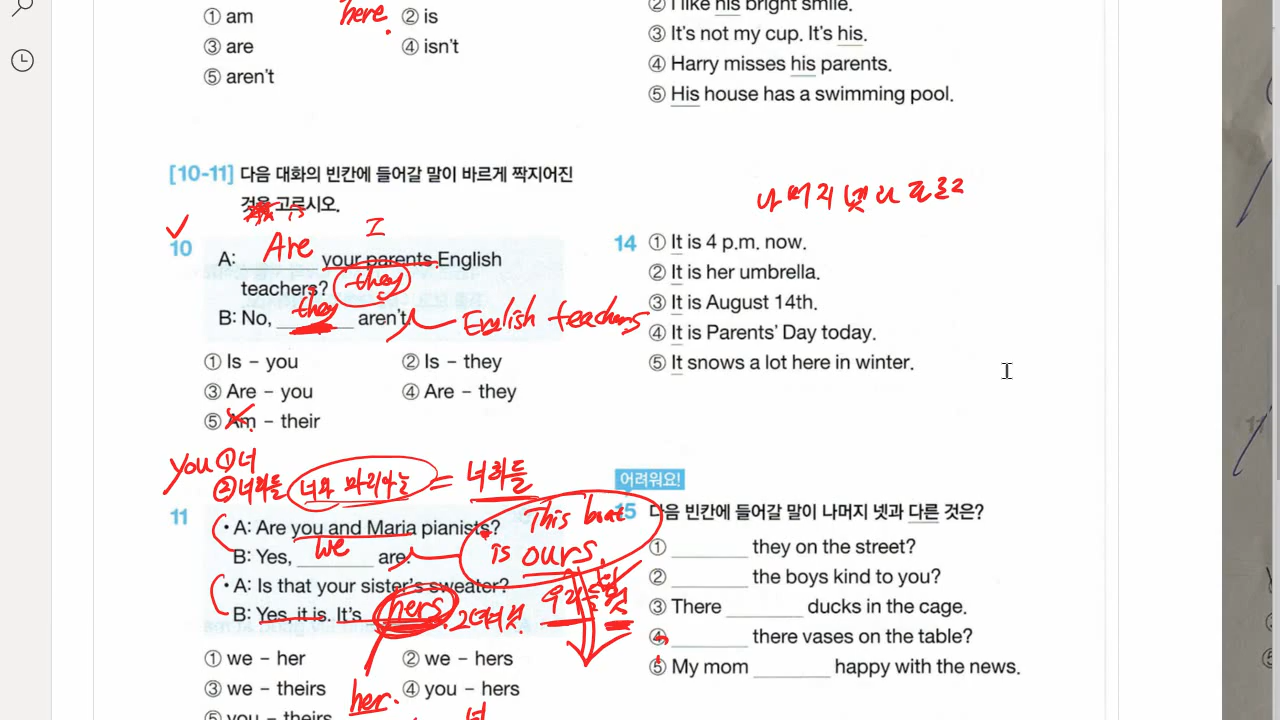 ① am ② is
③ are ④ isn't
⑤ aren't
here.
[10-11] 다음 대화의 빈칸에 들어갈 말이 바르게 짝지어진
것을 고르시오.
10
A: Are your parents English
teachers? they
B: No, they aren't English teachers
① Is – you ② Is – they
③ Are – you ④ Are – they
⑤ Am – their
you ①너
②너희들 너와 마리아는 = 너희들
11
• A: Are you and Maria pianists?
B: Yes, we are.
This boat
is ours.
• A: Is that your sister's sweater?
B: Yes, it is. It's hers 그녀의 것.
① we – her ② we – hers
③ we – theirs ④ you – hers
⑤ you – theirs
her.
② I like his bright smile.
③ It's not my cup. It's his.
④ Harry misses his parents.
⑤ His house has a swimming pool.
14 ① It is 4 p.m. now.
② It is her umbrella.
③ It is August 14th.
④ It is Parents' Day today.
⑤ It snows a lot here in winter.
어려워요!
15 다음 빈칸에 들어갈 말이 나머지 넷과 다른 것은?
① ________ they on the street?
② ________ the boys kind to you?
③ There ________ ducks in the cage.
④ ________ there vases on the table?
⑤ My mom ________ happy with the news.